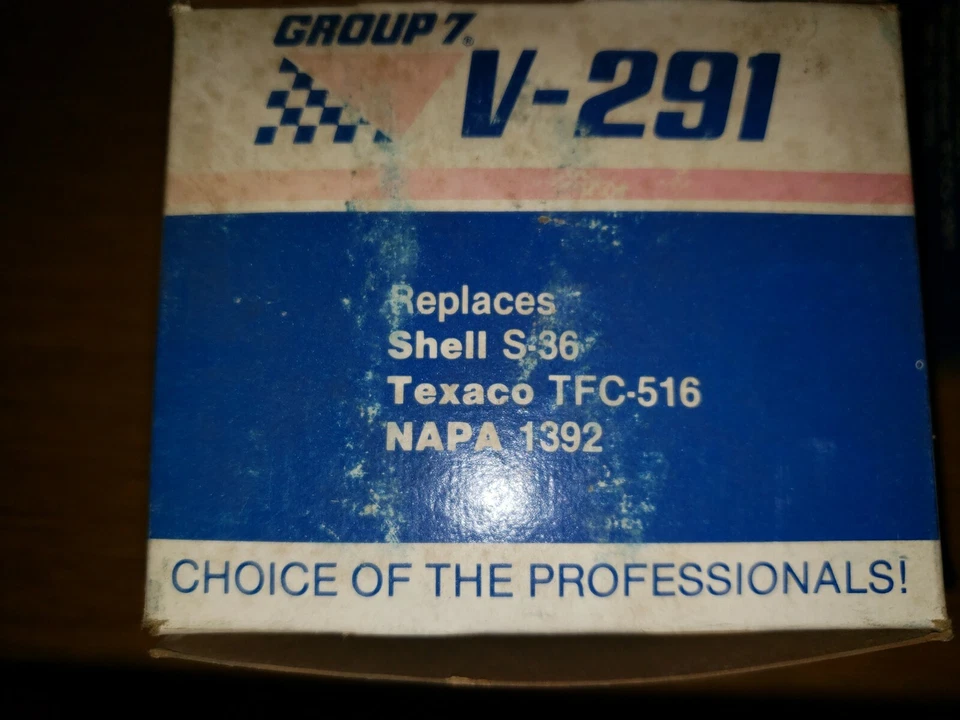 GROUP 7®
V-291
Replaces
Shell S-36
Texaco TFC-516
NAPA 1392
CHOICE OF THE PROFESSIONALS!